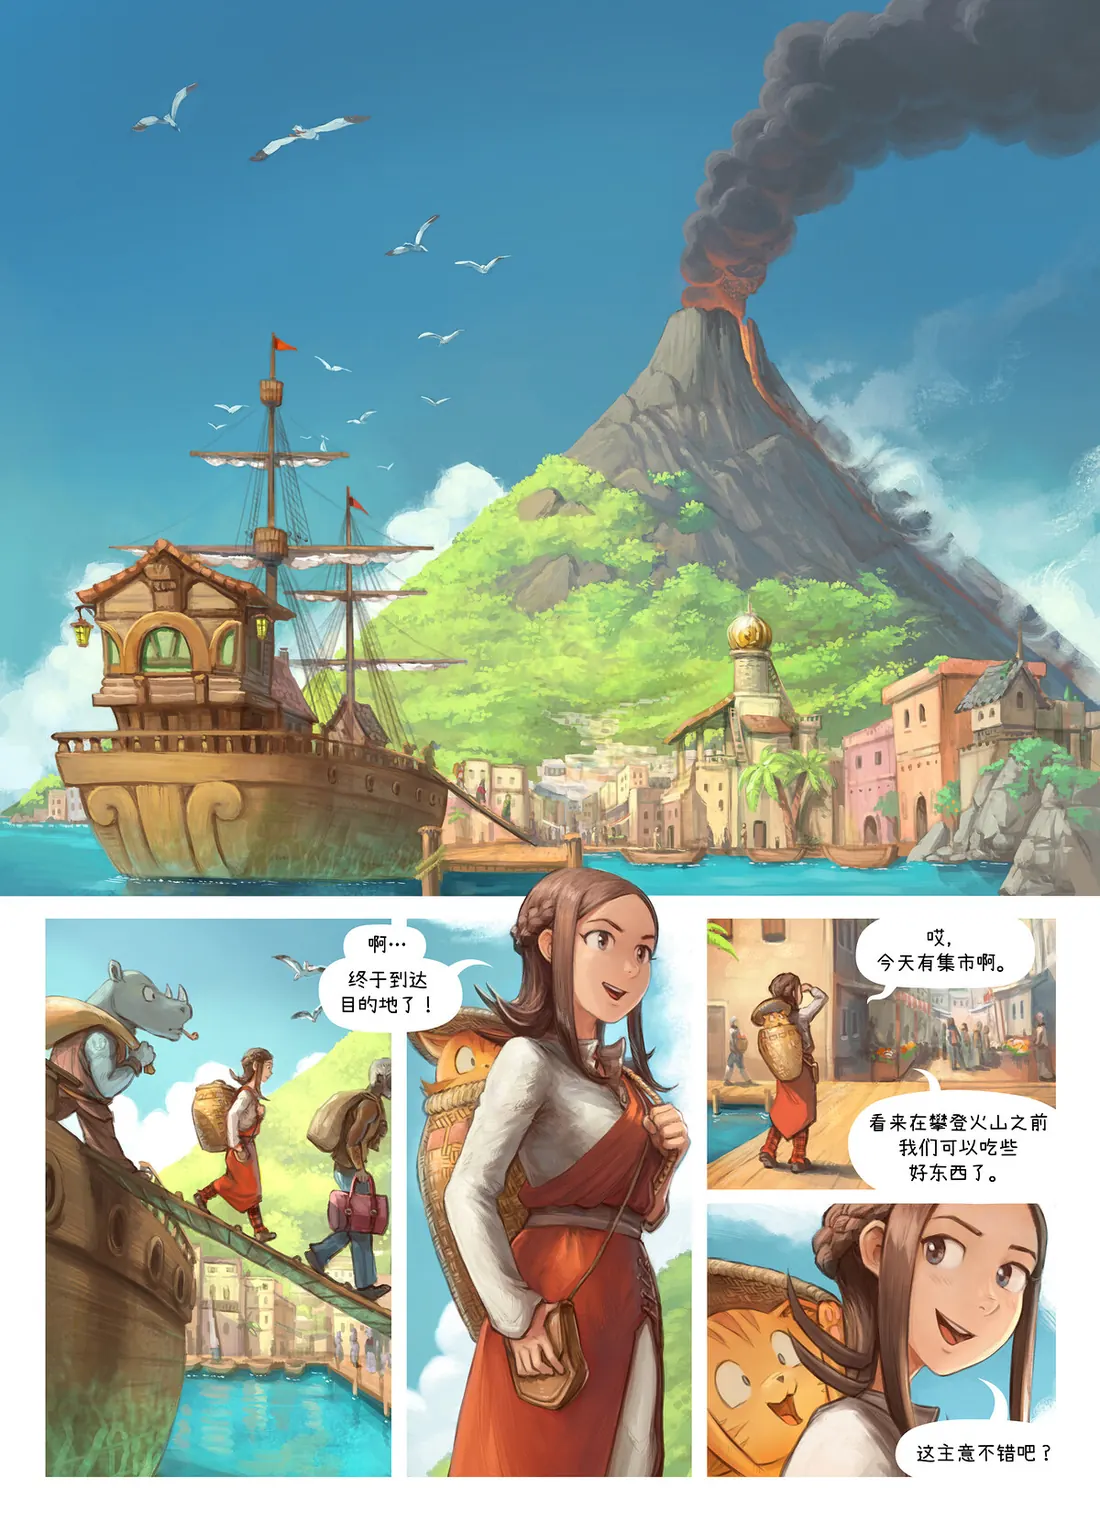 啊…
终于到达
目的地了！
哎，
今天有集市啊。
看来在攀登火山之前
我们可以吃些
好东西了。
这主意不错吧？